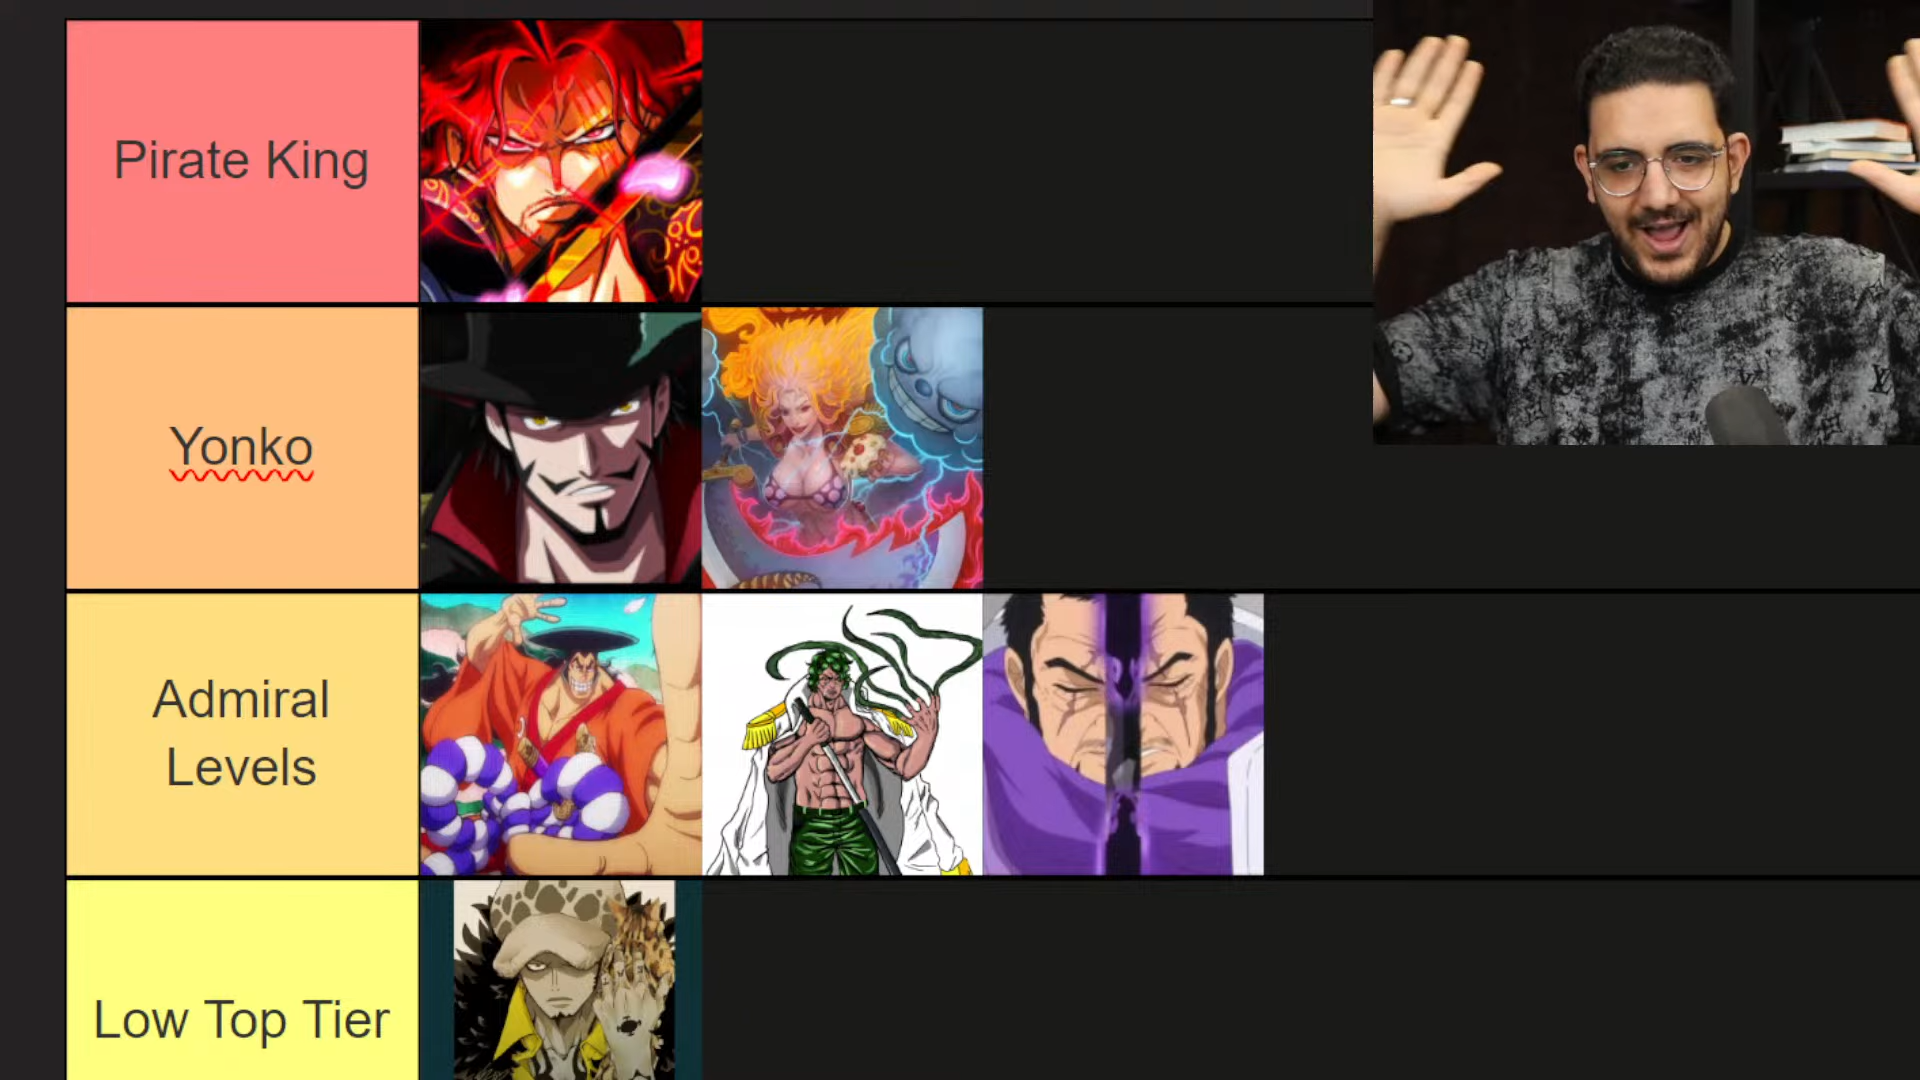 Pirate King
Yonko
Admiral
Levels
Low Top Tier